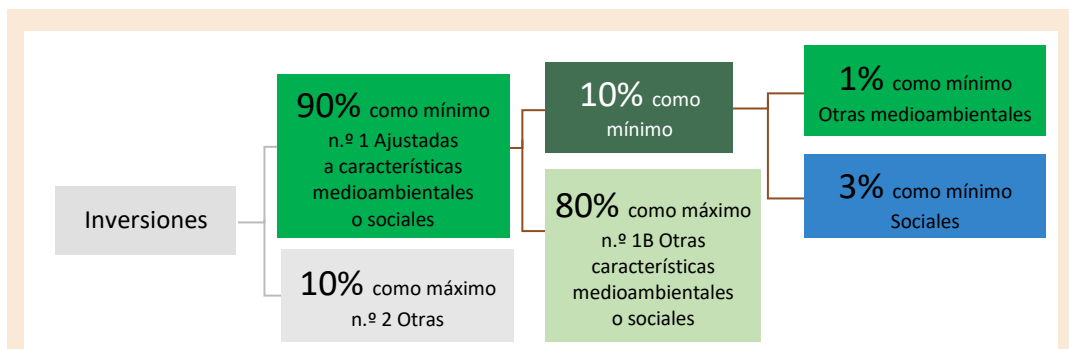 Inversiones
90% como mínimo
n.º 1 Ajustadas
a características
medioambientales
o sociales
10% como máximo
n.º 2 Otras
10% como
mínimo
80% como máximo
n.º 1B Otras
características
medioambientales
o sociales
1% como mínimo
Otras medioambientales
3% como mínimo
Sociales